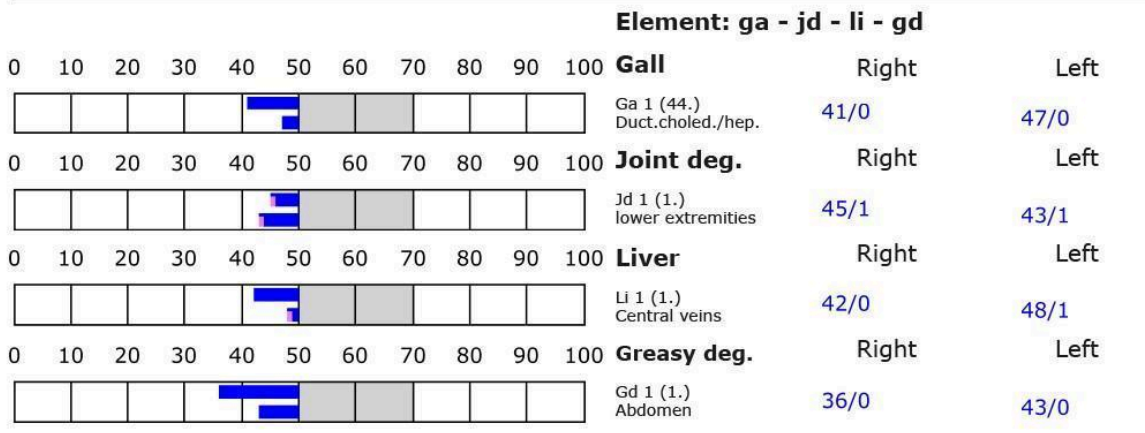 Element: ga - jd - li - gd
0 10 20 30 40 50 60 70 80 90 100 Gall Right Left
Ga 1 (44.)
Duct.choled./hep. 41/0 47/0
0 10 20 30 40 50 60 70 80 90 100 Joint deg. Right Left
Jd 1 (1.)
lower extremities 45/1 43/1
0 10 20 30 40 50 60 70 80 90 100 Liver Right Left
Li 1 (1.)
Central veins 42/0 48/1
0 10 20 30 40 50 60 70 80 90 100 Greasy deg. Right Left
Gd 1 (1.)
Abdomen 36/0 43/0